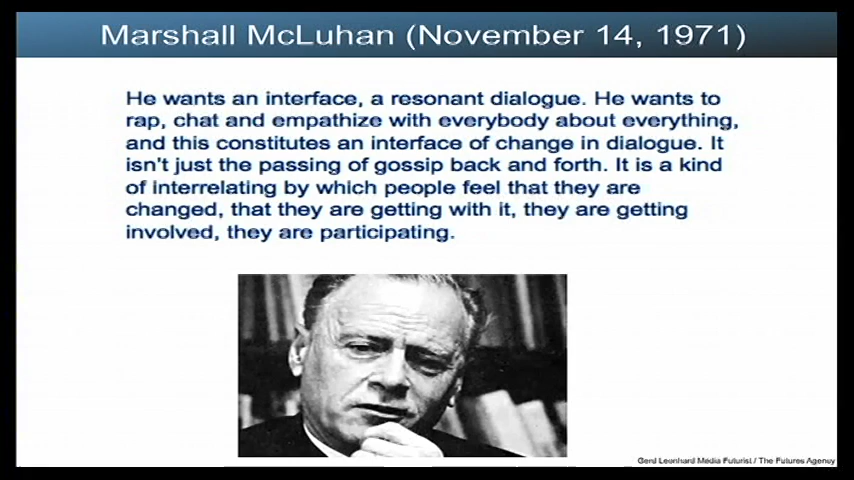 Marshall McLuhan (November 14, 1971)
He wants an interface, a resonant dialogue. He wants to
rap, chat and empathize with everybody about everything,
and this constitutes an interface of change in dialogue. It
isn't just the passing of gossip back and forth. It is a kind
of interrelating by which people feel that they are
changed, that they are getting with it, they are getting
involved, they are participating.
Gerd Leonhard Media Futurist / The Futures Agency